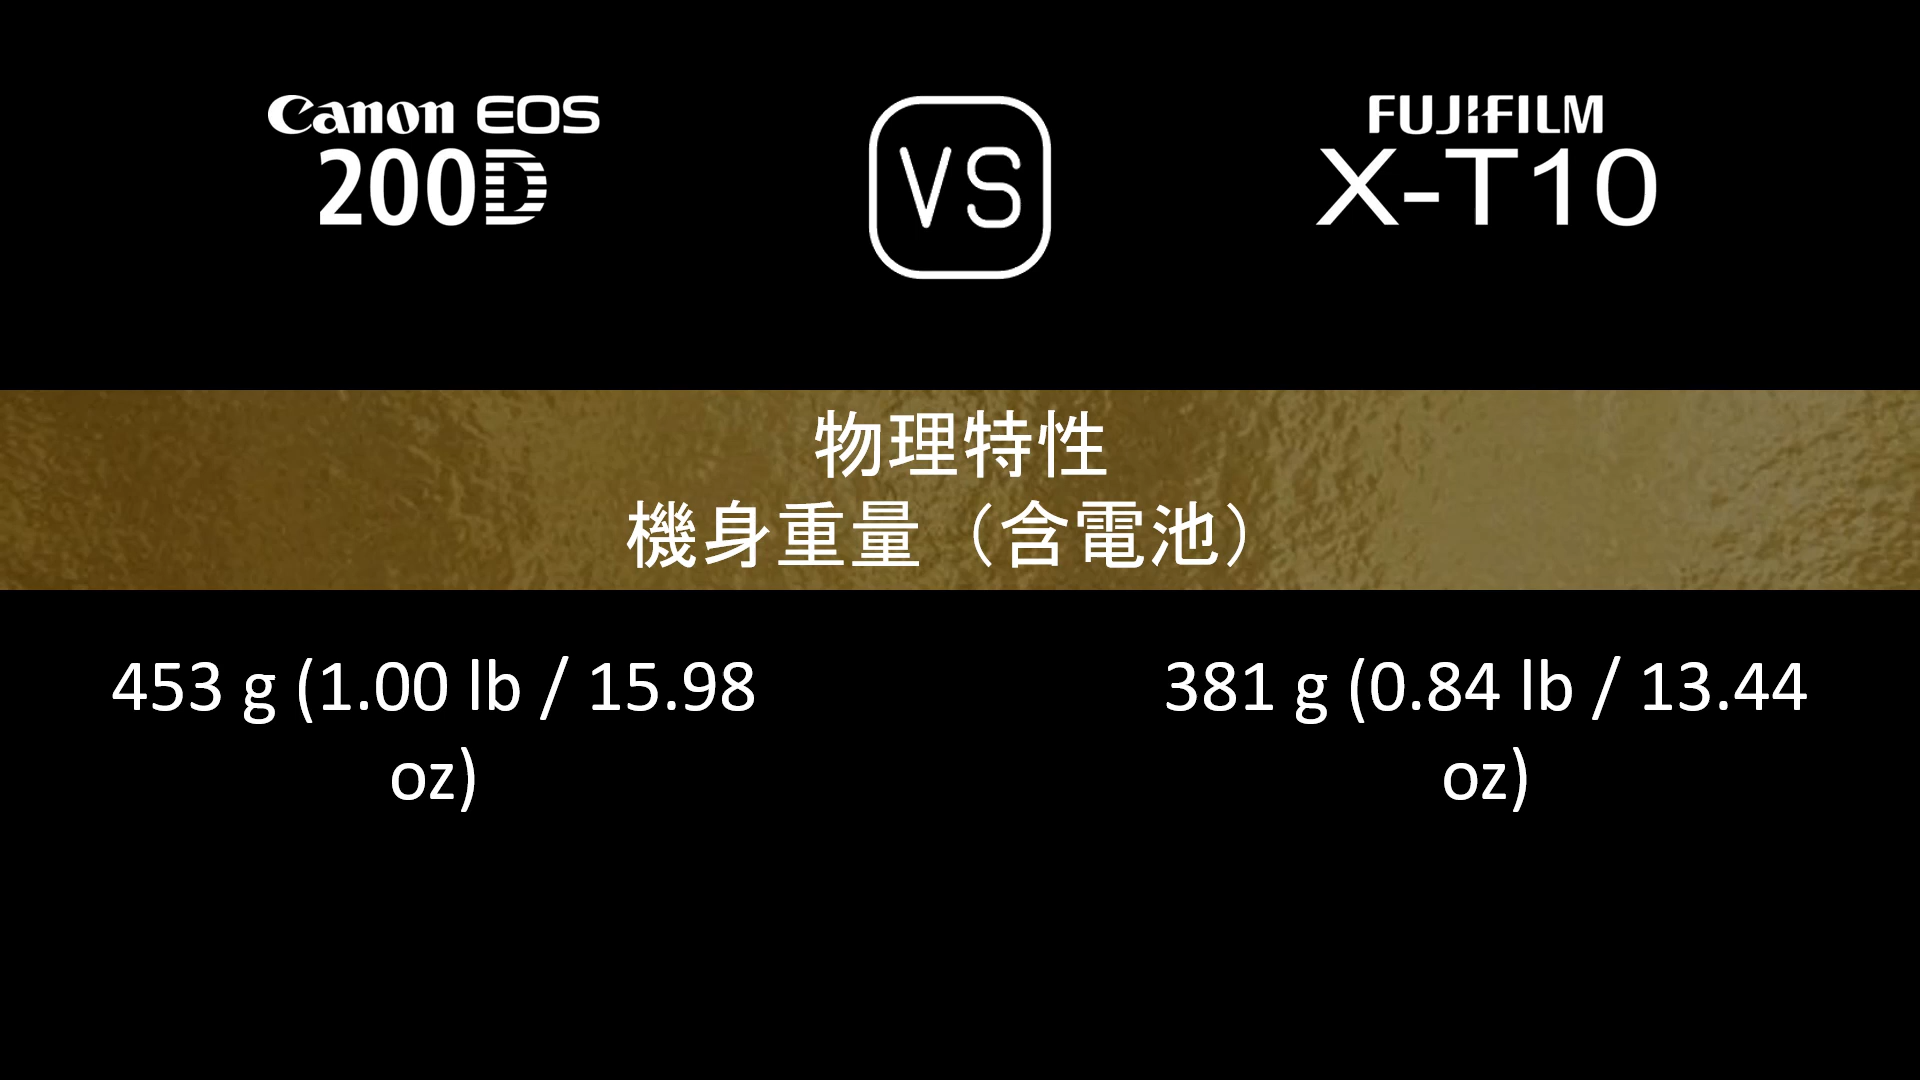 Canon EOS
200D
VS
FUJIFILM
X-T10
物理特性
機身重量（含電池）
453 g (1.00 lb / 15.98
oz)
381 g (0.84 lb / 13.44
oz)